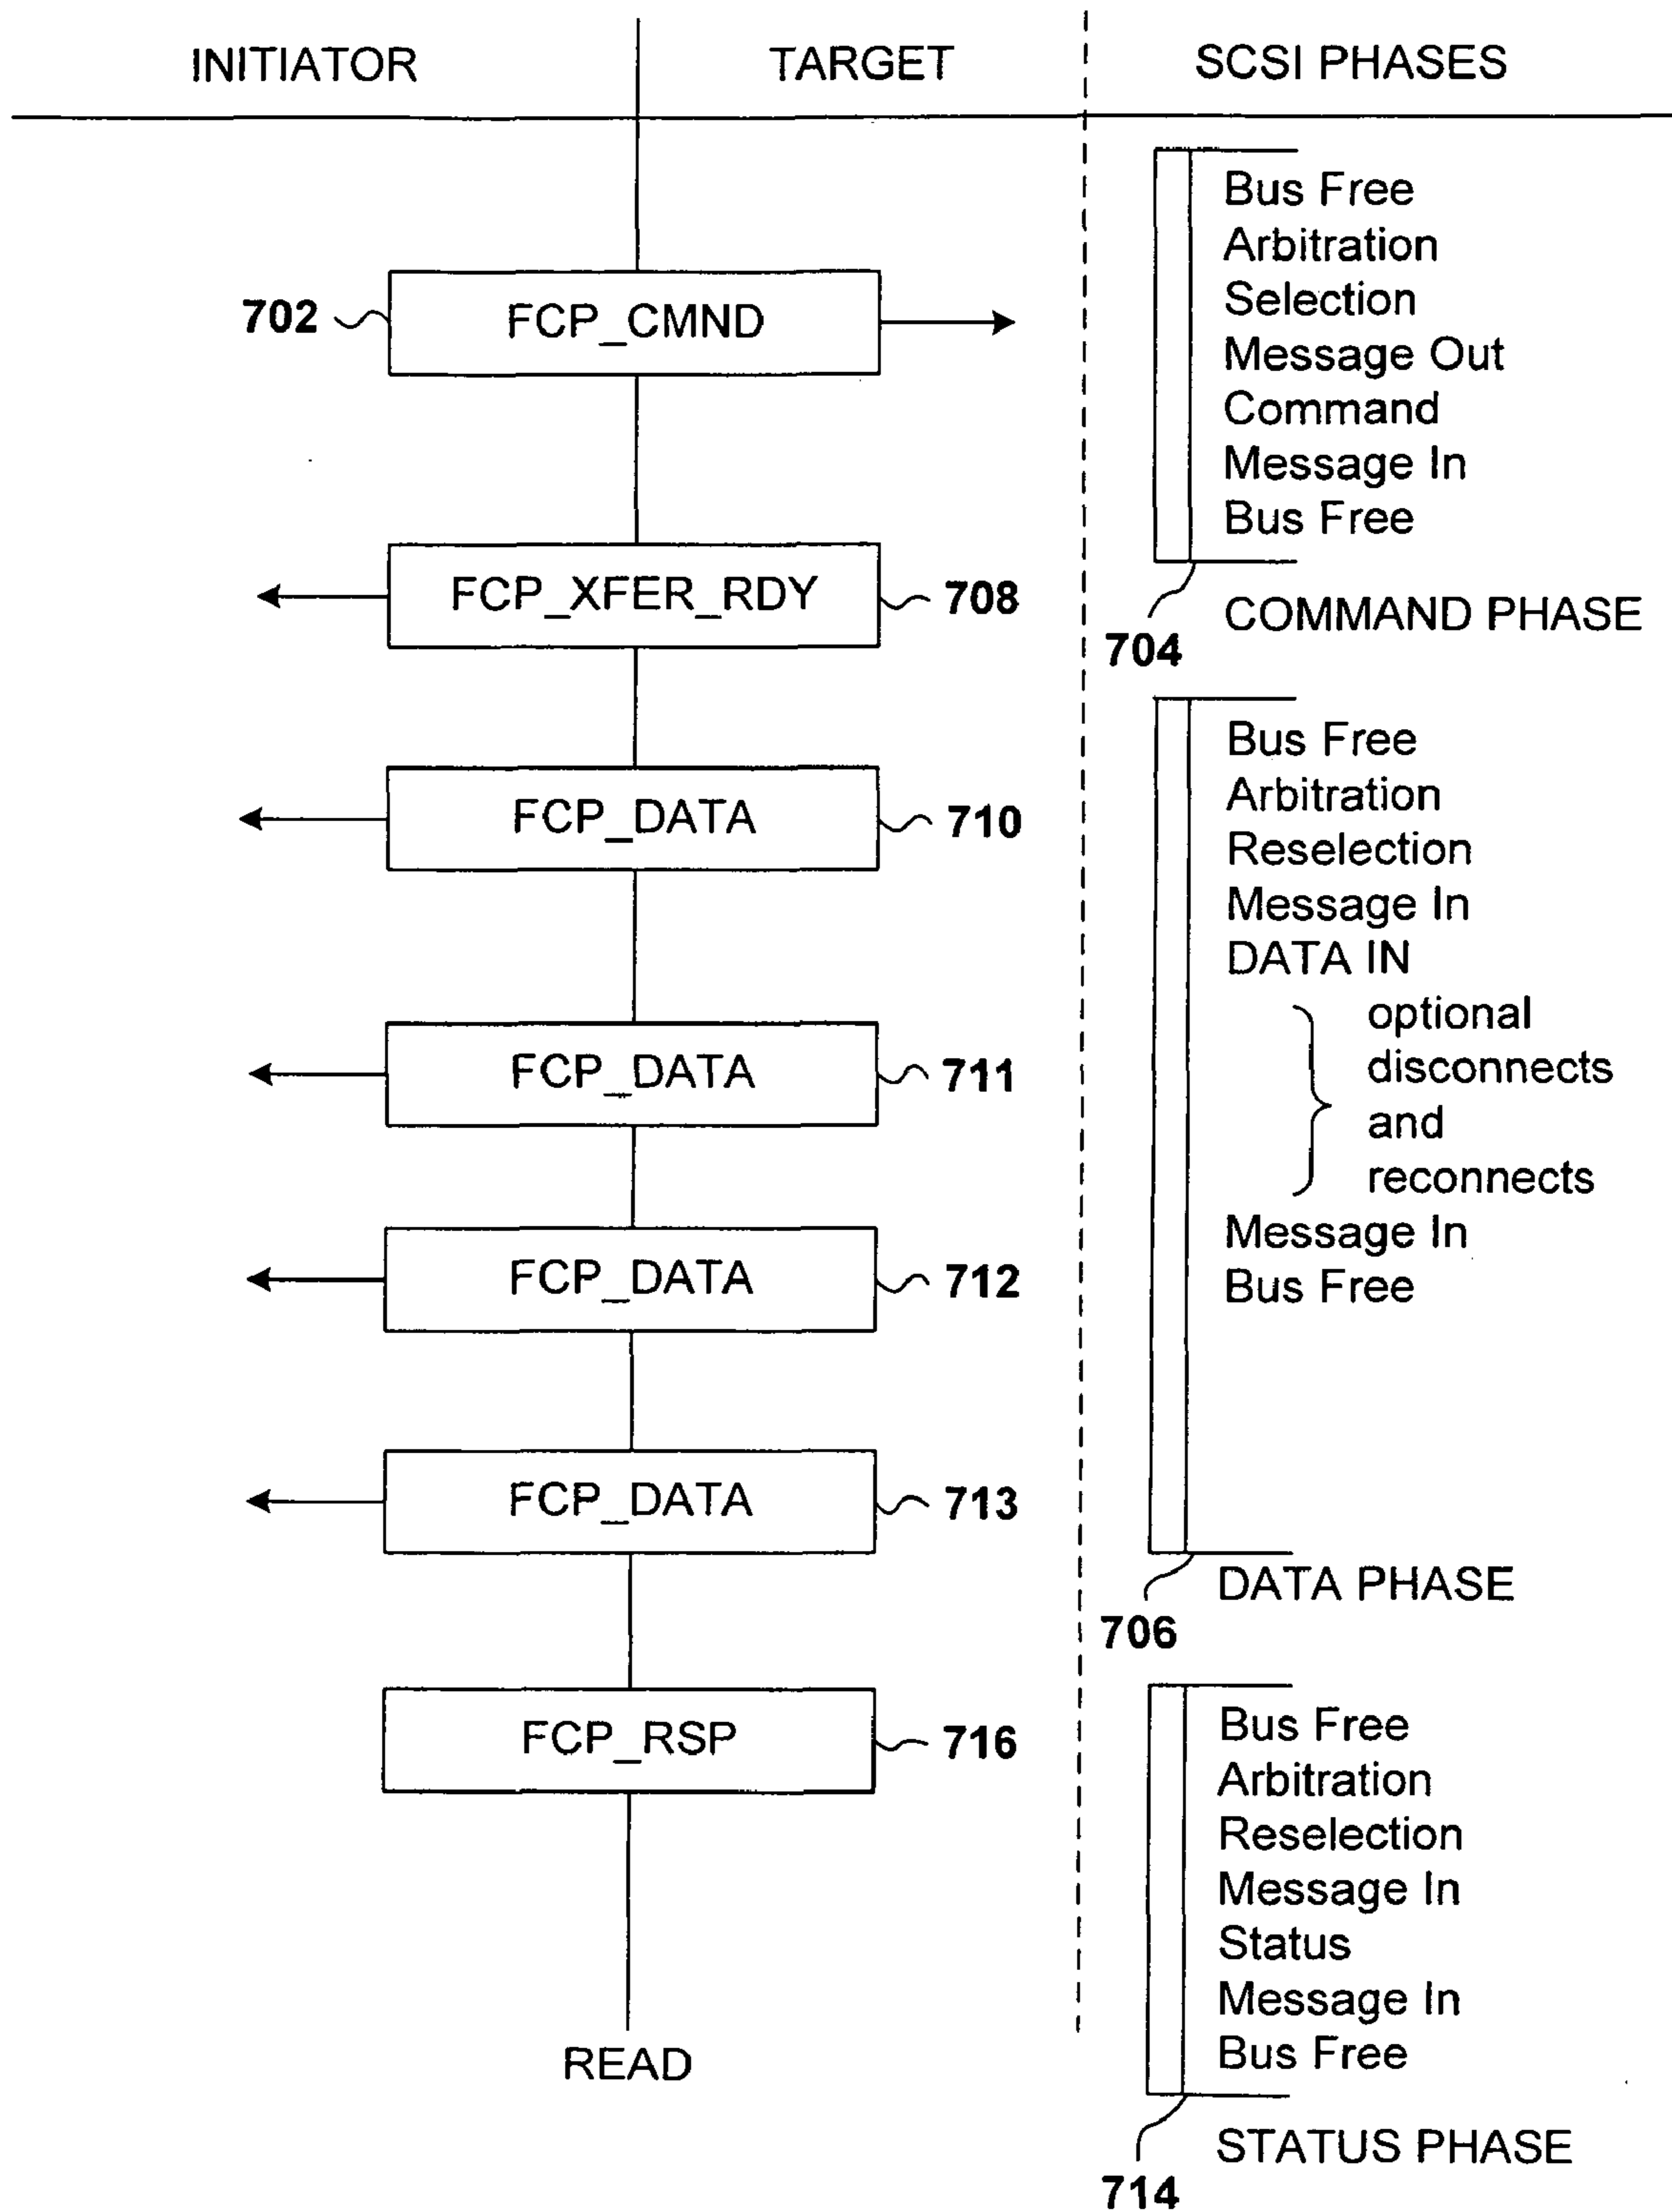 INITIATOR
TARGET
SCSI PHASES
702
FCP_CMND
FCP_XFER_RDY
708
FCP_DATA
710
FCP_DATA
711
FCP_DATA
712
FCP_DATA
713
FCP_RSP
716
READ
Bus Free
Arbitration
Selection
Message Out
Command
Message In
Bus Free
COMMAND PHASE
704
Bus Free
Arbitration
Reselection
Message In
DATA IN
optional
disconnects
and
reconnects
Message In
Bus Free
DATA PHASE
706
Bus Free
Arbitration
Reselection
Message In
Status
Message In
Bus Free
STATUS PHASE
714